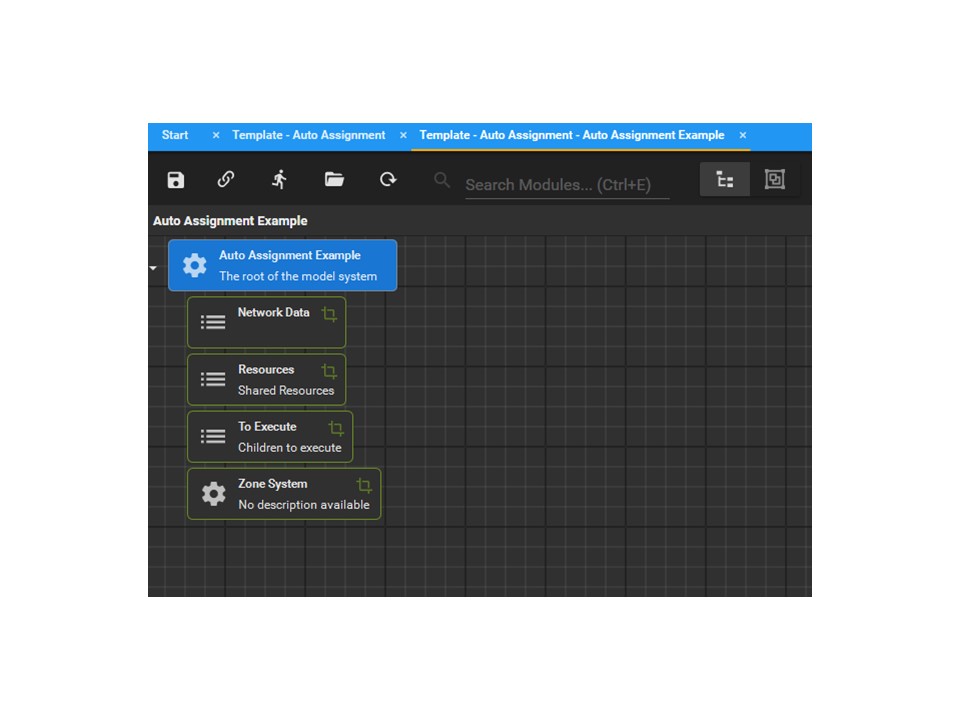 Start × Template - Auto Assignment × Template - Auto Assignment - Auto Assignment Example ×
Search Modules... (Ctrl+E)
Auto Assignment Example
Auto Assignment Example
The root of the model system
Network Data
Resources
Shared Resources
To Execute
Children to execute
Zone System
No description available